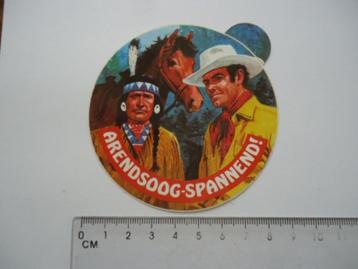 ARENDSOOG-SPANNEND!
0 1 2 3 4 5 6 7 8 9 10 11
CM